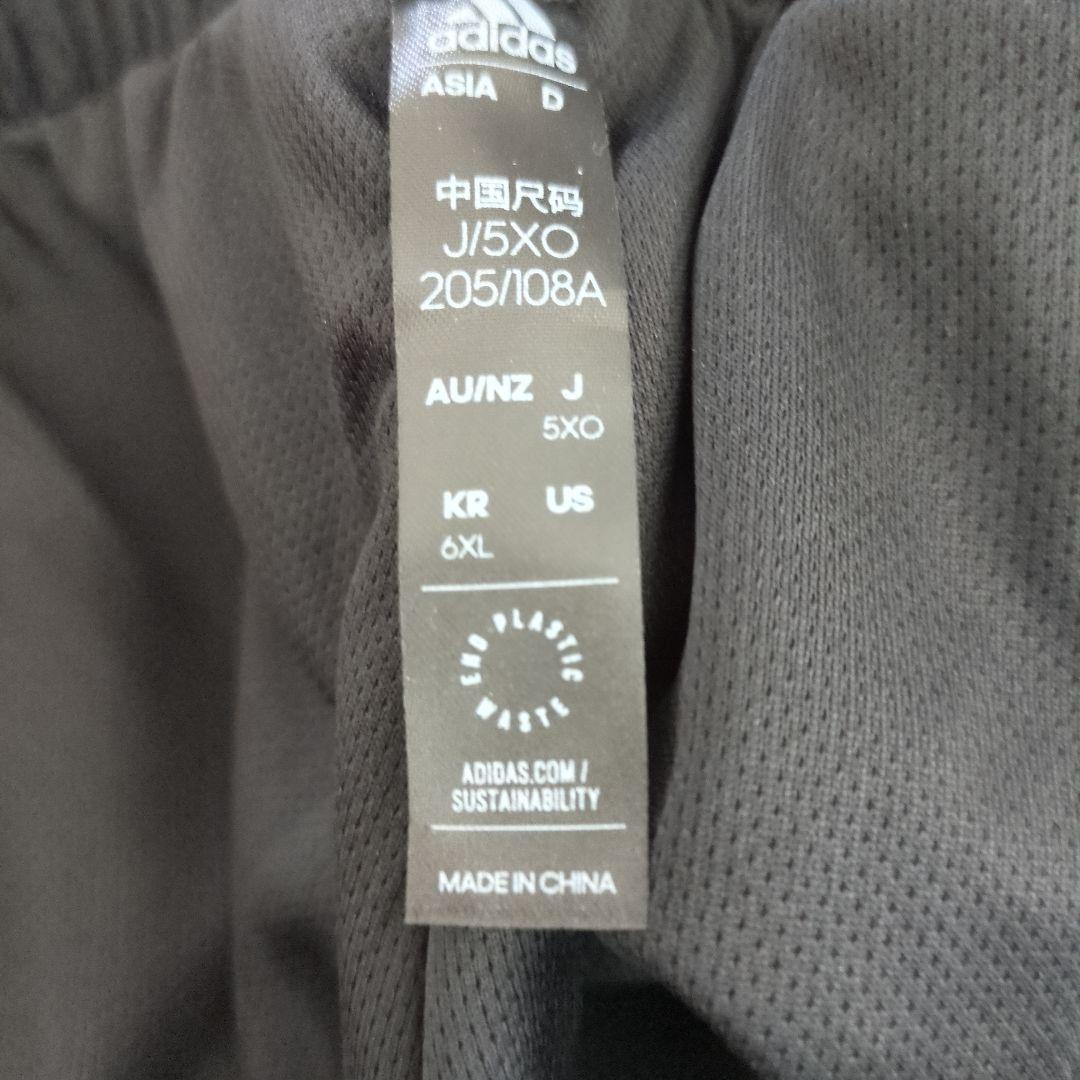 adidas
ASIA D
中国尺码
J/5XO
205/108A
AU/NZ J
5XO
KR US
6XL
END PLASTIC WASTE
ADIDAS.COM/
SUSTAINABILITY
MADE IN CHINA